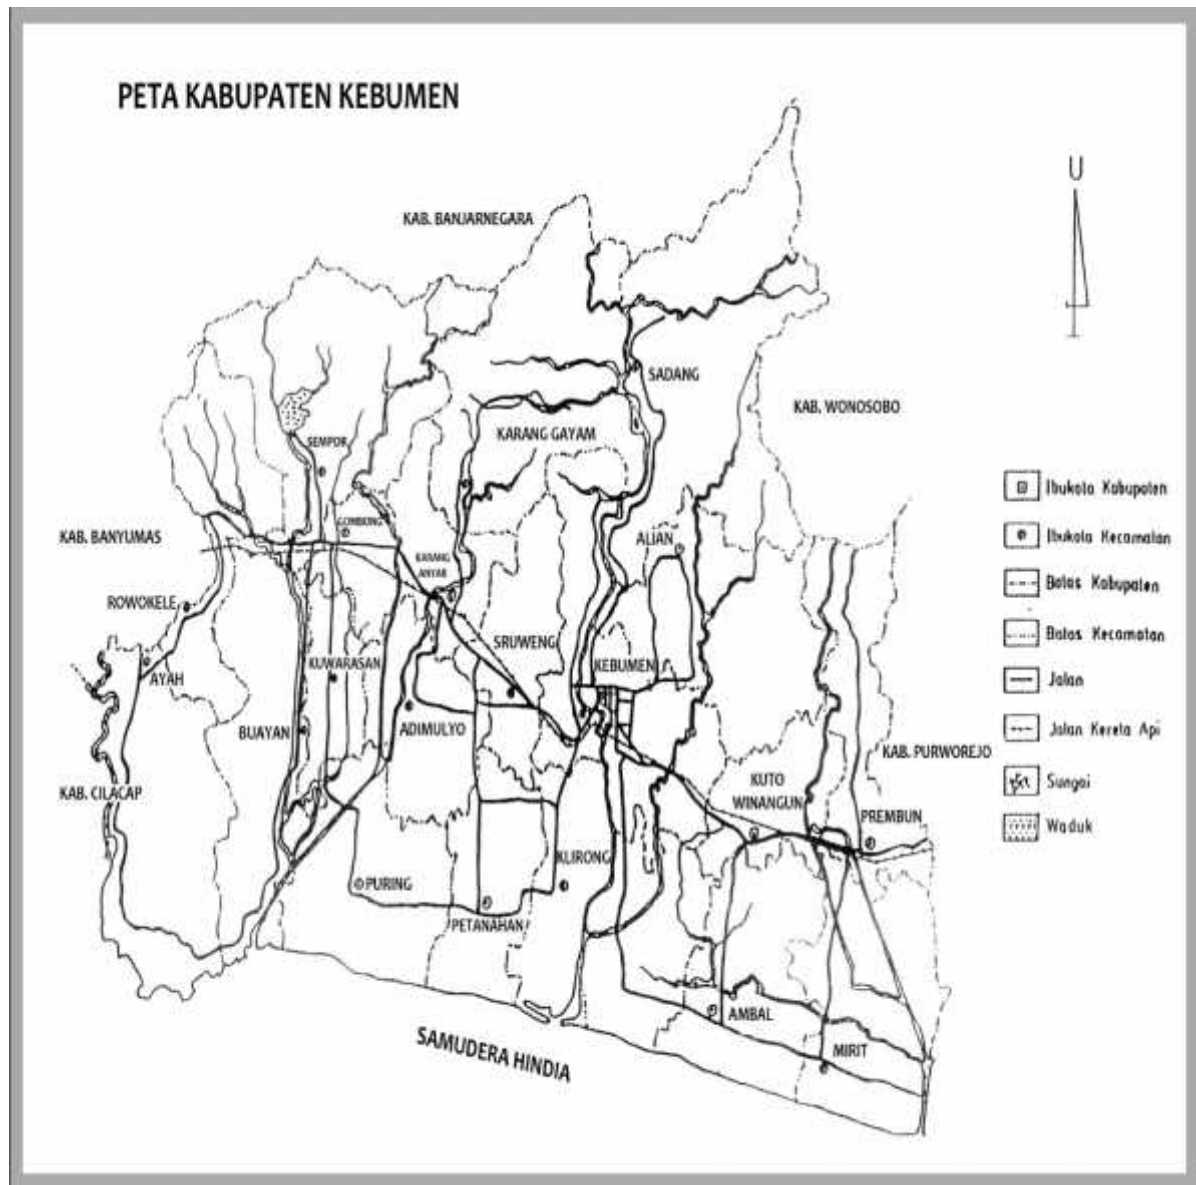 PETA KABUPATEN KEBUMEN
U
KAB. BANJARNEGARA
SADANG
KAB. WONOSOBO
KARANG GAYAM
SEMPOR
GOMBONG
KAB. BANYUMAS
ALIAN
KARANG
ANYAR
ROWOKELE
SRUWENG
KUWARASAN
KEBUMEN
AYAH
BUAYAN
ADIMULYO
KAB. PURWOREJO
KUTO
WINANGUN
KAB. CILACAP
PREMBUN
KLIRONG
PURING
PETANAHAN
AMBAL
SAMUDERA HINDIA
MIRIT
Ibukota Kabupaten
Ibukota Kecamatan
Batas Kabupaten
Batas Kecamatan
Jalan
Jalan Kereta Api
Sungai
Waduk